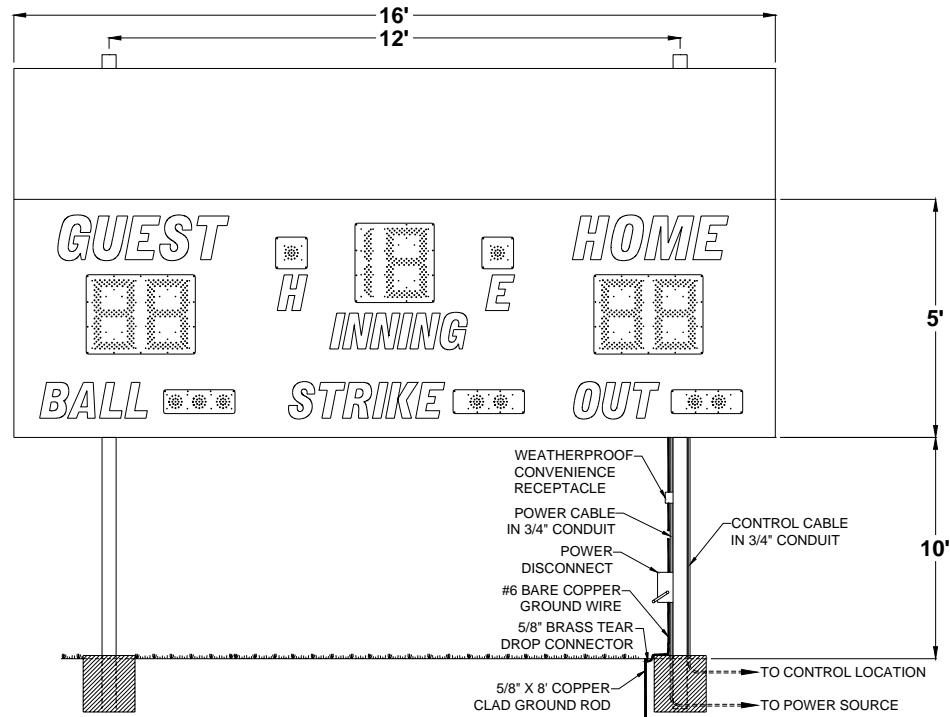 16'
12'
GUEST
HOME
H
E
INNING
BALL
STRIKE
OUT
5'
WEATHERPROOF
CONVENIENCE
RECEPTACLE
POWER CABLE
IN 3/4" CONDUIT
POWER
DISCONNECT
#6 BARE COPPER
GROUND WIRE
5/8" BRASS TEAR
DROP CONNECTOR
5/8" X 8' COPPER
CLAD GROUND ROD
CONTROL CABLE
IN 3/4" CONDUIT
10'
TO CONTROL LOCATION
TO POWER SOURCE